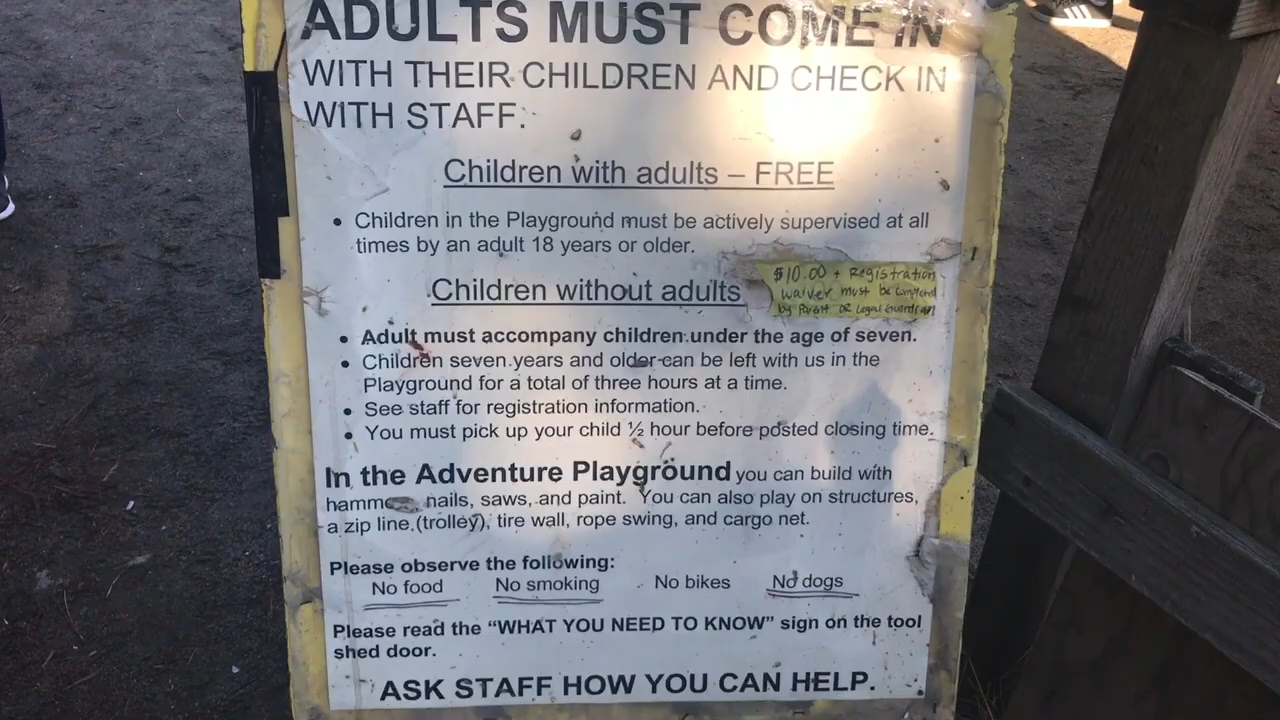 ADULTS MUST COME IN
WITH THEIR CHILDREN AND CHECK IN
WITH STAFF.
Children with adults – FREE
• Children in the Playground must be actively supervised at all
times by an adult 18 years or older.
Children without adults
$10.00 + Registration
waiver must be completed
by Parent or Legal Guardian
• Adult must accompany children under the age of seven.
• Children seven years and older can be left with us in the
Playground for a total of three hours at a time.
• See staff for registration information.
• You must pick up your child ½ hour before posted closing time.
In the Adventure Playground you can build with
hamme nails, saws, and paint. You can also play on structures,
a zip line (trolley), tire wall, rope swing, and cargo net.
Please observe the following:
No food No smoking No bikes No dogs
Please read the “WHAT YOU NEED TO KNOW” sign on the tool
shed door.
ASK STAFF HOW YOU CAN HELP.